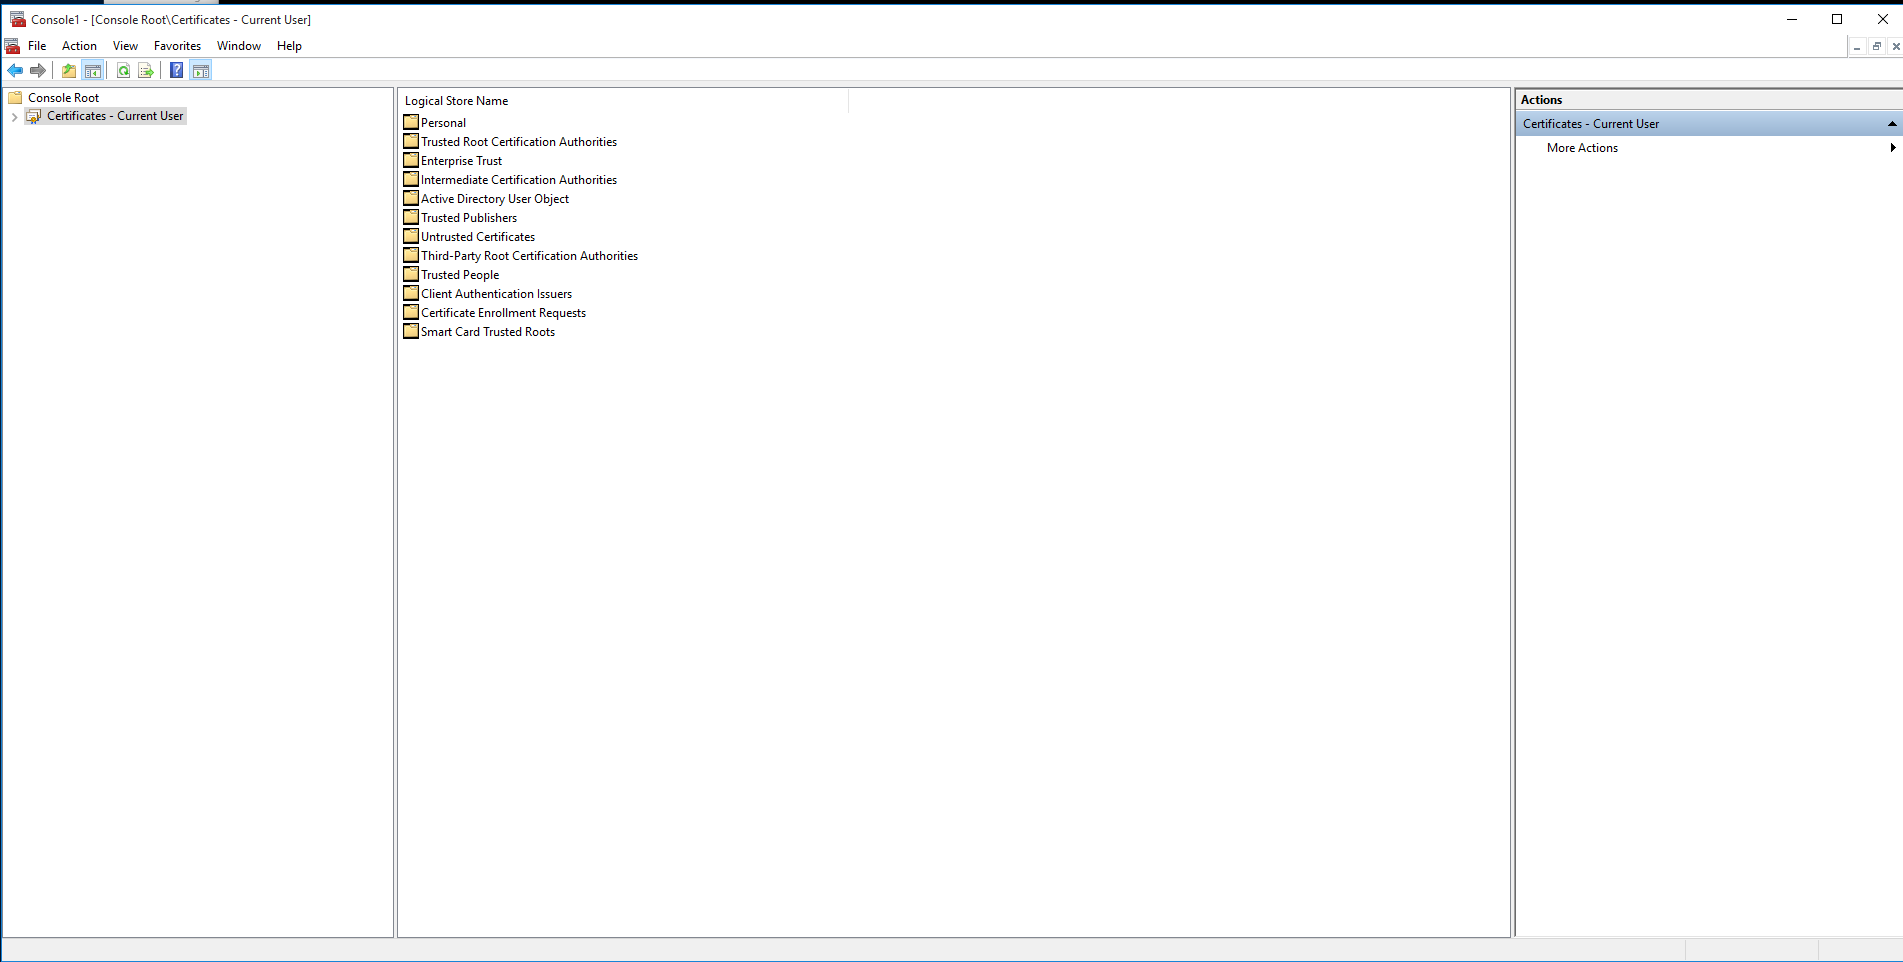 Console1 - [Console Root\Certificates - Current User]
File Action View Favorites Window Help
Console Root
Certificates - Current User
Logical Store Name
Personal
Trusted Root Certification Authorities
Enterprise Trust
Intermediate Certification Authorities
Active Directory User Object
Trusted Publishers
Untrusted Certificates
Third-Party Root Certification Authorities
Trusted People
Client Authentication Issuers
Certificate Enrollment Requests
Smart Card Trusted Roots
Actions
Certificates - Current User
More Actions